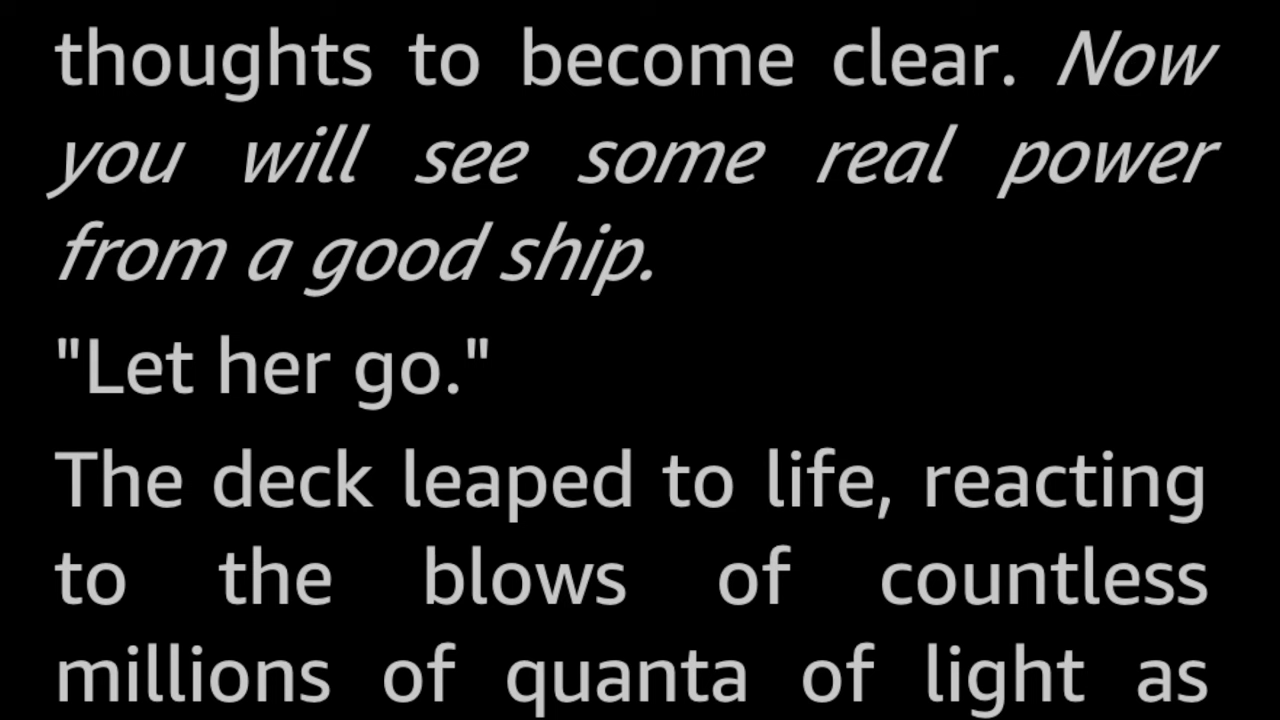 thoughts to become clear. Now
you will see some real power
from a good ship.
"Let her go."
The deck leaped to life, reacting
to the blows of countless
millions of quanta of light as